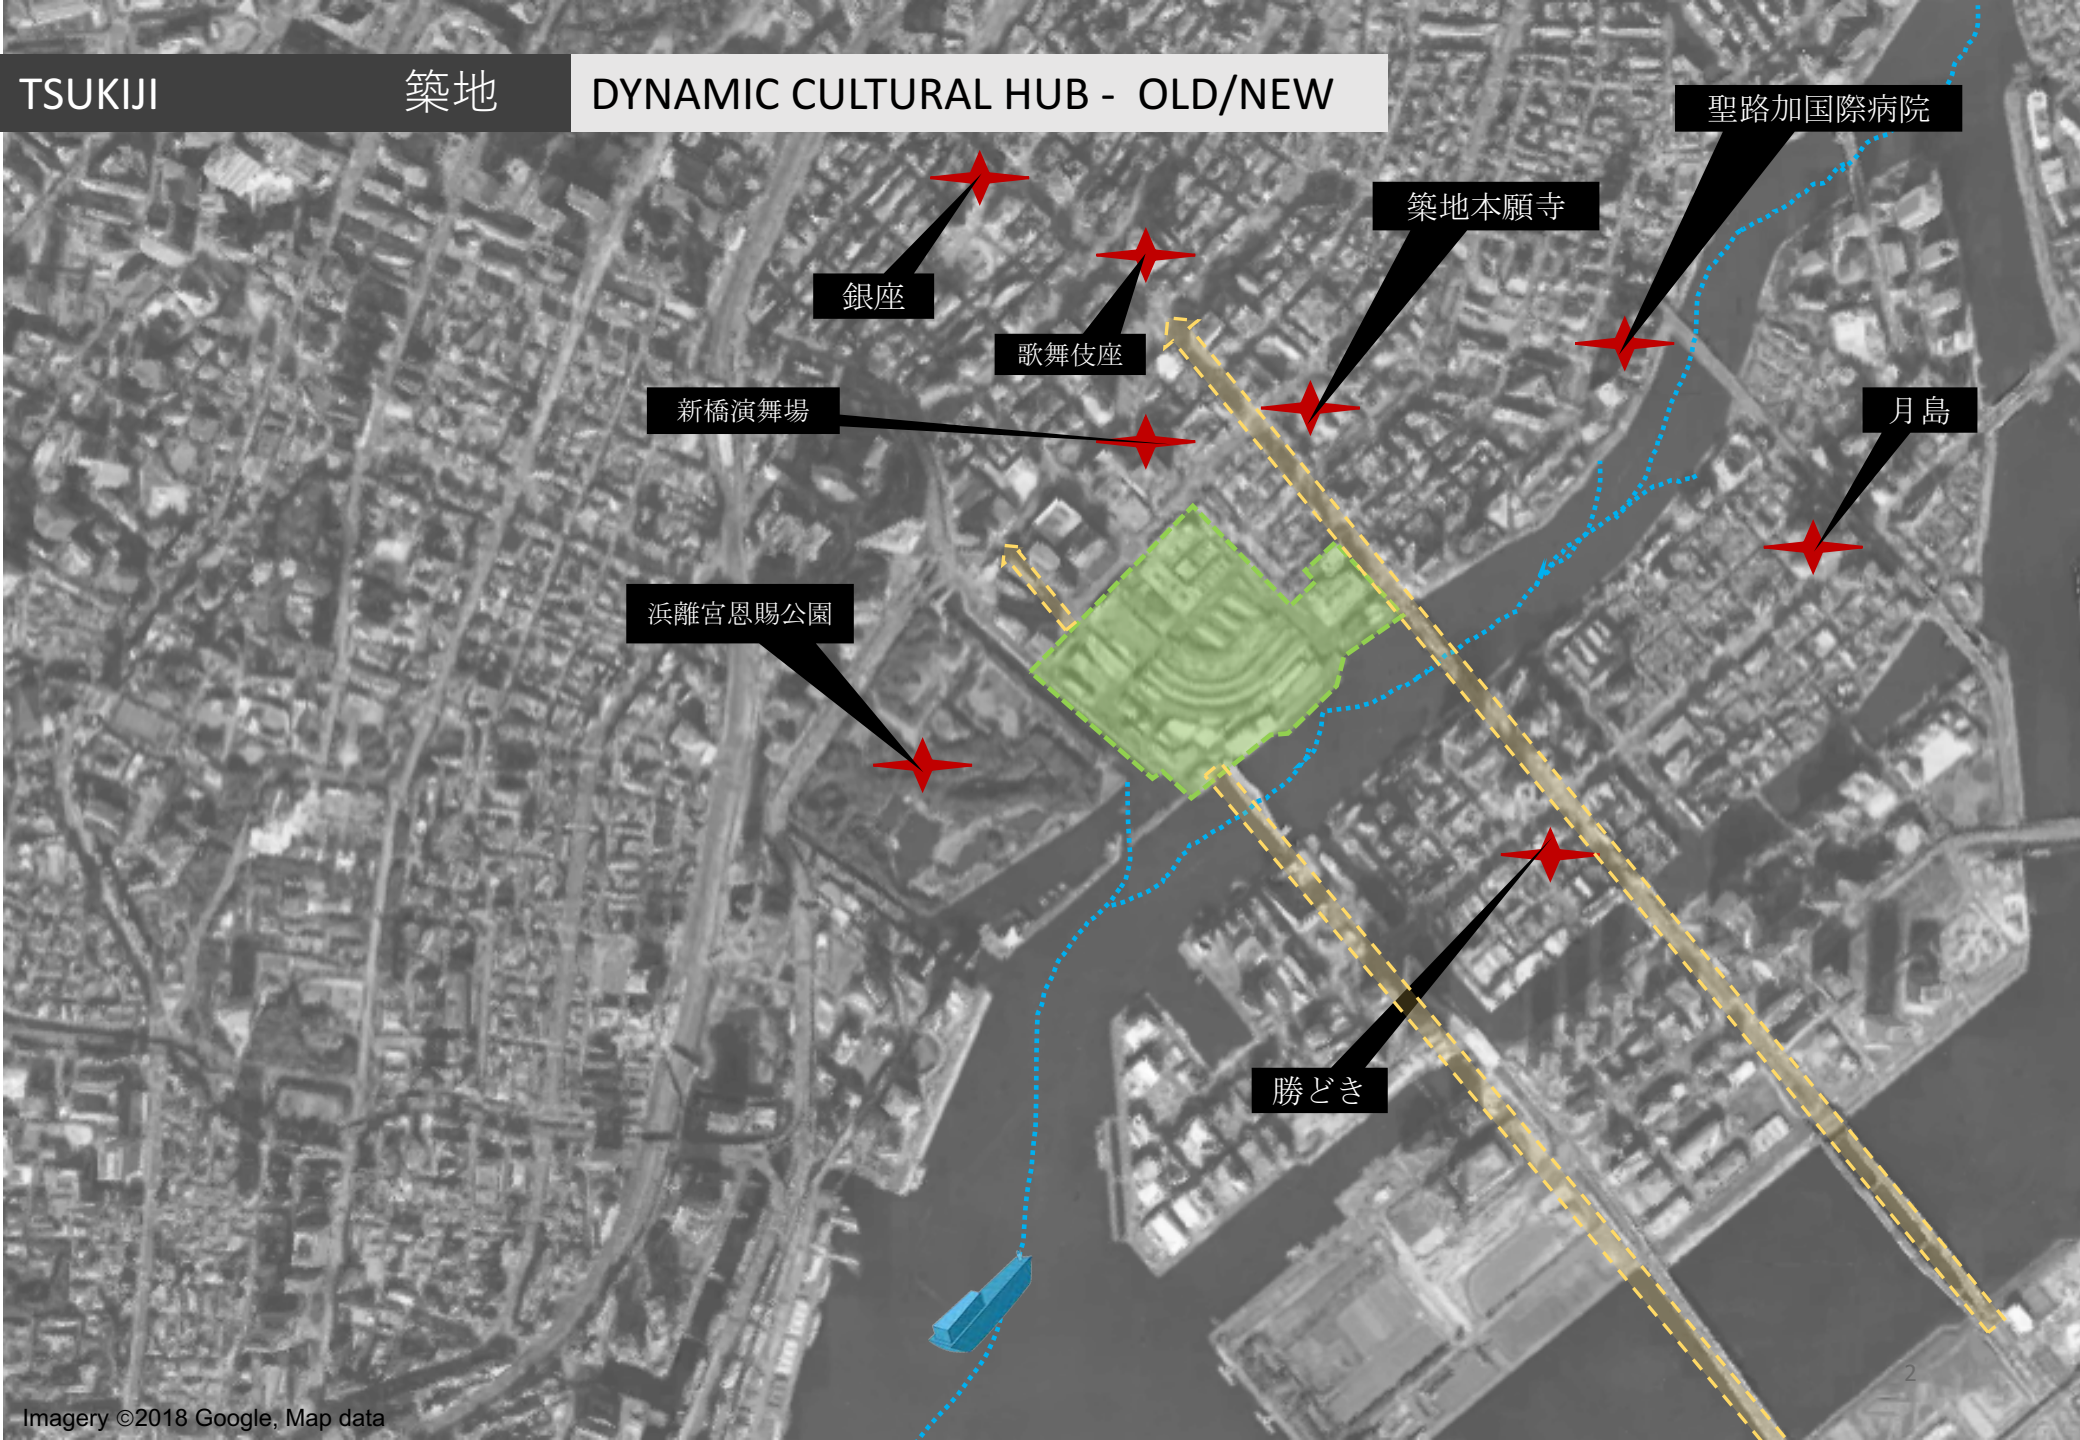 TSUKIJI 築地 DYNAMIC CULTURAL HUB - OLD/NEW
聖路加国際病院
築地本願寺
銀座
歌舞伎座
新橋演舞場
月島
浜離宮恩賜公園
勝どき
2
Imagery ©2018 Google, Map data